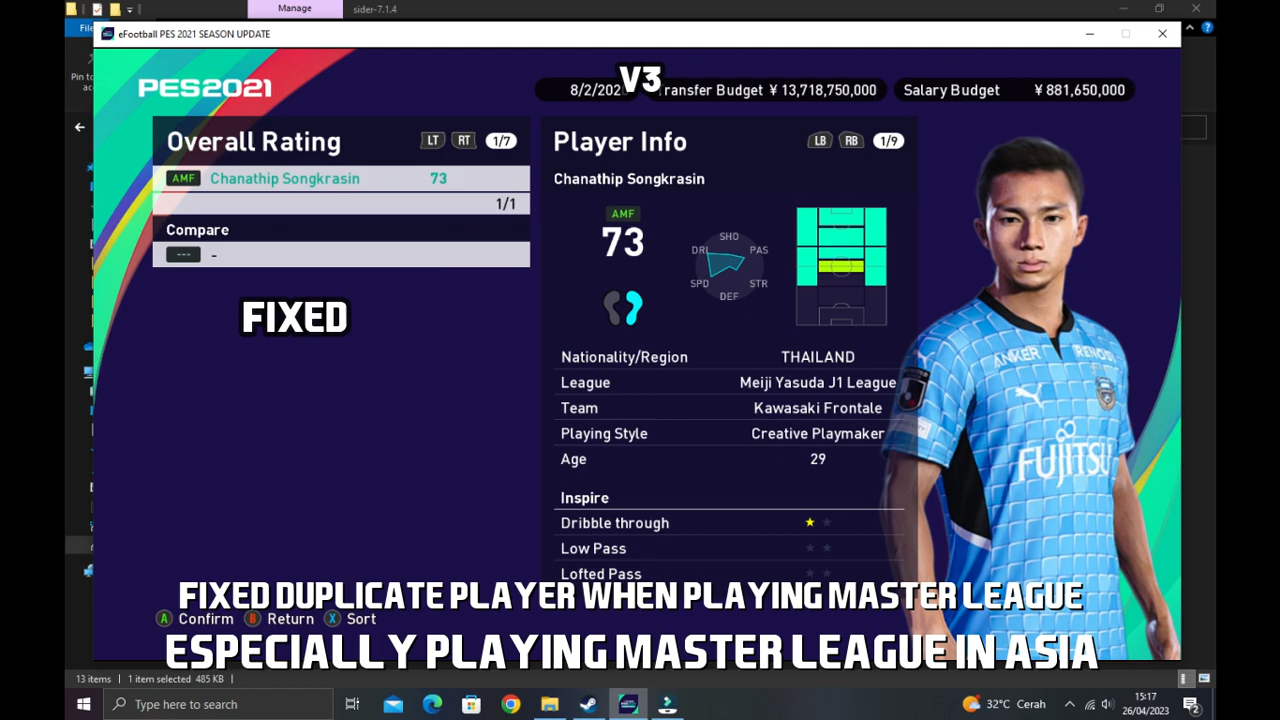 Manage
sider-7.1.4
File
eFootball PES 2021 SEASON UPDATE
Pin to
PES2021
V3
8/2/202
Transfer Budget ¥ 13,718,750,000
Salary Budget ¥ 881,650,000
Overall Rating LT RT 1/7
AMF Chanathip Songkrasin 73
1/1
Compare
--- -
FIXED
Player Info LB RB 1/9
Chanathip Songkrasin
AMF
73
SHO
DRI PAS
SPD STR
DEF
Nationality/Region THAILAND
League Meiji Yasuda J1 League
Team Kawasaki Frontale
Playing Style Creative Playmaker
Age 29
Inspire
Dribble through
Low Pass
Lofted Pass
ANKER
FUJITSU
FIXED DUPLICATE PLAYER WHEN PLAYING MASTER LEAGUE
A Confirm B Return X Sort
ESPECIALLY PLAYING MASTER LEAGUE IN ASIA
13 items 1 item selected 485 KB
Type here to search
32°C Cerah
15:17
26/04/2023
2